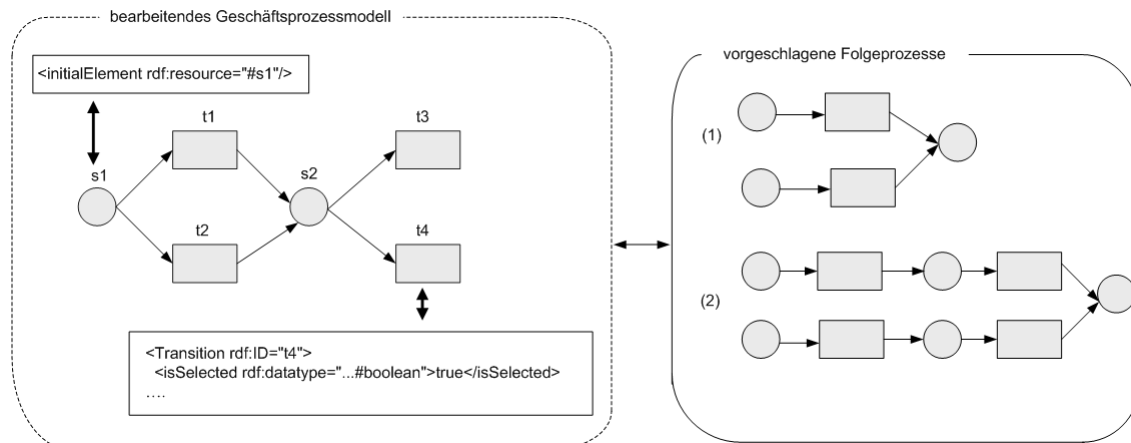 bearbeitendes Geschäftsprozessmodell
<initialElement rdf:resource="#s1"/>
t1
t3
s1
s2
t2
t4
<Transition rdf:ID="t4">
<isSelected rdf:datatype="...#boolean">true</isSelected>
....
vorgeschlagene Folgeprozesse
(1)
(2)